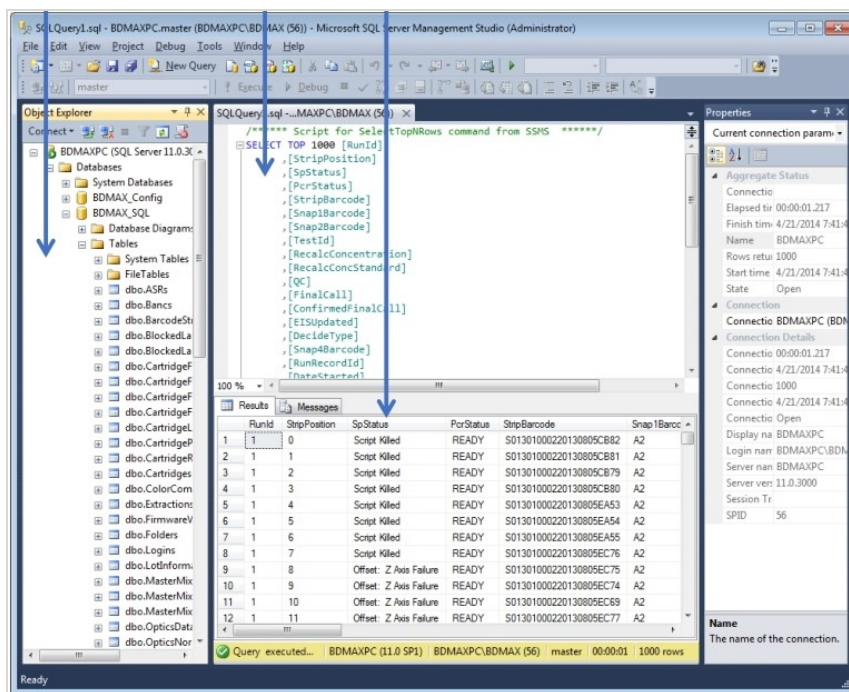 SQLQuery1.sql - BDMAXPC.master (BDMAXPC\BDMAX (56)) - Microsoft SQL Server Management Studio (Administrator)
File Edit View Project Debug Tools Window Help
New Query
master Execute Debug
Object Explorer
Connect
BDMAXPC (SQL Server 11.0.3(
Databases
System Databases
BDMAX_Config
BDMAX_SQL
Database Diagrams
Tables
System Tables
FileTables
dbo.ASRs
dbo.Bancs
dbo.BarcodeStr
dbo.BlockedLa
dbo.BlockedLa
dbo.CartridgeF
dbo.CartridgeF
dbo.CartridgeF
dbo.CartridgeF
dbo.CartridgeL
dbo.CartridgeP
dbo.CartridgeR
dbo.Cartridges
dbo.ColorCom
dbo.Extractions
dbo.FirmwareV
dbo.Folders
dbo.Logins
dbo.LotInform
dbo.MasterMix
dbo.MasterMix
dbo.MasterMix
dbo.OpticsData
dbo.OpticsNor
SQLQuery1.sql -...MAXPC\BDMAX (56))
/****** Script for SelectTopNRows command from SSMS ******/
SELECT TOP 1000 [RunId]
,[StripPosition]
,[SpStatus]
,[PcrStatus]
,[StripBarcode]
,[Snap1Barcode]
,[Snap2Barcode]
,[TestId]
,[RecalcConcentration]
,[RecalcConcStandard]
,[QC]
,[FinalCall]
,[ConfirmedFinalCall]
,[EISUpdated]
,[DecideType]
,[Snap4Barcode]
,[RunRecordId]
,[DateStarted]
100 %
Results Messages
RunId StripPosition SpStatus PcrStatus StripBarcode Snap1Barcc
1 1 0 Script Killed READY S01301000220130805CB82 A2
2 1 1 Script Killed READY S01301000220130805CB81 A2
3 1 2 Script Killed READY S01301000220130805CB79 A2
4 1 3 Script Killed READY S01301000220130805CB80 A2
5 1 4 Script Killed READY S01301000220130805EA53 A2
6 1 5 Script Killed READY S01301000220130805EA54 A2
7 1 6 Script Killed READY S01301000220130805EA55 A2
8 1 7 Script Killed READY S01301000220130805EC76 A2
9 1 8 Offset: Z Axis Failure READY S01301000220130805EC75 A2
10 1 9 Offset: Z Axis Failure READY S01301000220130805EC74 A2
11 1 10 Offset: Z Axis Failure READY S01301000220130805EC69 A2
12 1 11 Offset: Z Axis Failure READY S01301000220130805EC77 A2
Query executed... BDMAXPC (11.0 SP1) BDMAXPC\BDMAX (56) master 00:00:01 1000 rows
Properties
Current connection param
Aggregate Status
Connectio
Elapsed tir 00:00:01.217
Finish tim 4/21/2014 7:41:4
Name BDMAXPC
Rows retu 1000
Start time 4/21/2014 7:41:4
State Open
Connection
Connectio BDMAXPC (BDN
Connection Details
Connectio 00:00:01.217
Connectio 4/21/2014 7:41:4
Connectio 1000
Connectio 4/21/2014 7:41:4
Connectio Open
Display na BDMAXPC
Login nam BDMAXPC\BDN
Server nan BDMAXPC
Server vers 11.0.3000
Session Tr
SPID 56
Name
The name of the connection.
Ready